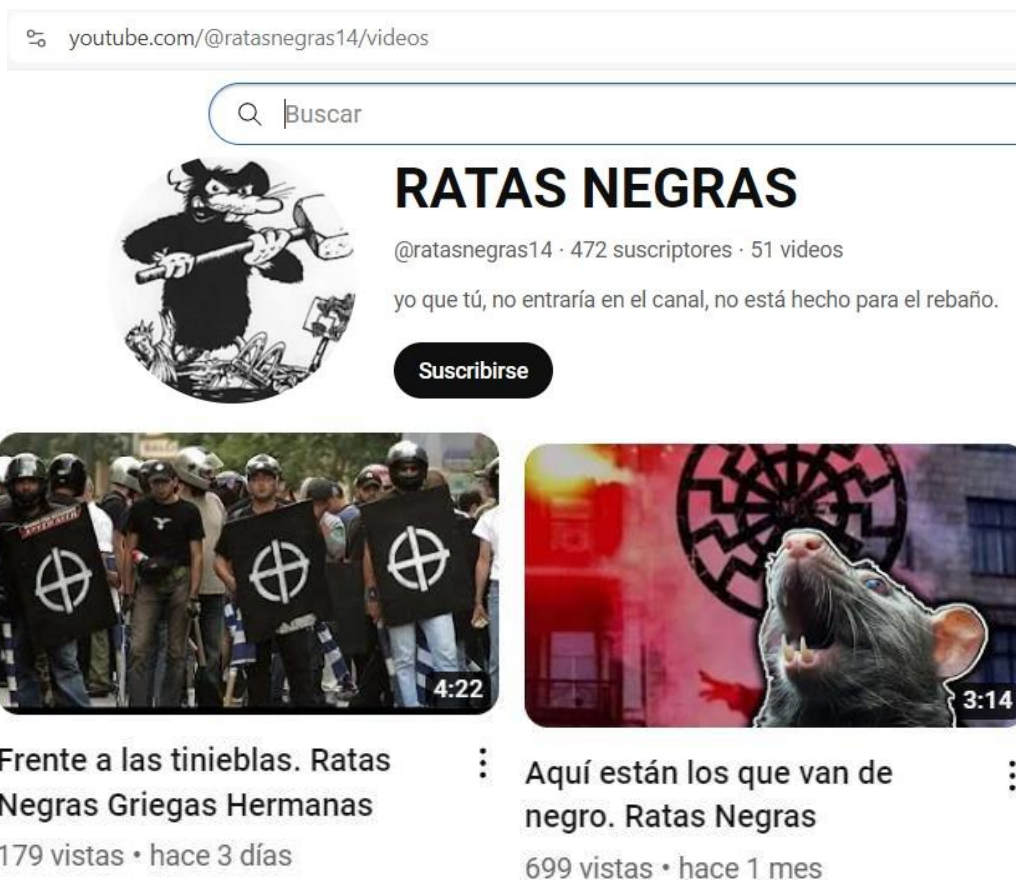 youtube.com/@ratasnegras14/videos
Buscar
RATAS NEGRAS
@ratasnegras14 · 472 suscriptores · 51 videos
yo que tú, no entraría en el canal, no está hecho para el rebaño.
Suscribirse
4:22
3:14
Frente a las tinieblas. Ratas
Negras Griegas Hermanas
179 vistas • hace 3 días
Aquí están los que van de
negro. Ratas Negras
699 vistas • hace 1 mes